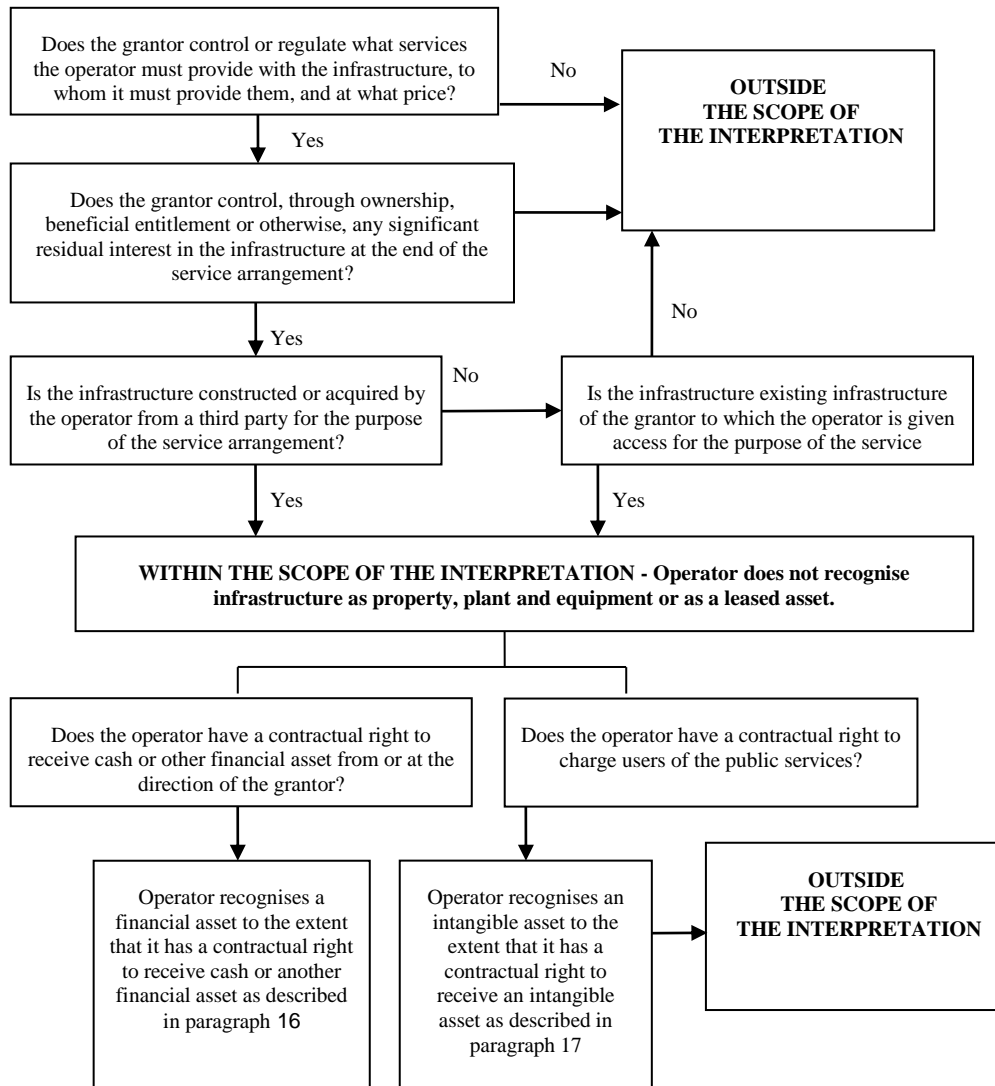 Does the grantor control or regulate what services
the operator must provide with the infrastructure, to
whom it must provide them, and at what price?
No
OUTSIDE
THE SCOPE OF
THE INTERPRETATION
Yes
Does the grantor control, through ownership,
beneficial entitlement or otherwise, any significant
residual interest in the infrastructure at the end of the
service arrangement?
No
Yes
Is the infrastructure constructed or acquired by
the operator from a third party for the purpose
of the service arrangement?
No
Is the infrastructure existing infrastructure
of the grantor to which the operator is given
access for the purpose of the service
Yes
Yes
WITHIN THE SCOPE OF THE INTERPRETATION - Operator does not recognise
infrastructure as property, plant and equipment or as a leased asset.
Does the operator have a contractual right to
receive cash or other financial asset from or at the
direction of the grantor?
Does the operator have a contractual right to
charge users of the public services?
Operator recognises a
financial asset to the extent
that it has a contractual right
to receive cash or another
financial asset as described
in paragraph 16
Operator recognises an
intangible asset to the
extent that it has a
contractual right to
receive an intangible
asset as described in
paragraph 17
OUTSIDE
THE SCOPE OF
THE INTERPRETATION